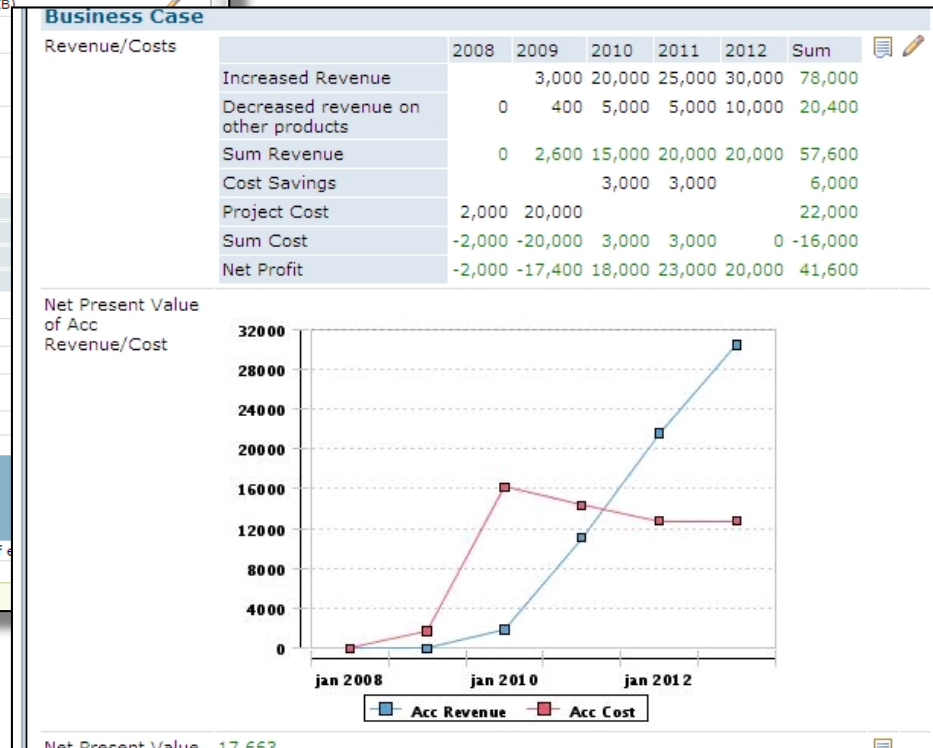 B)
Business Case
Revenue/Costs
2008 2009 2010 2011 2012 Sum
Increased Revenue 3,000 20,000 25,000 30,000 78,000
Decreased revenue on
other products 0 400 5,000 5,000 10,000 20,400
Sum Revenue 0 2,600 15,000 20,000 20,000 57,600
Cost Savings 3,000 3,000 6,000
Project Cost 2,000 20,000 22,000
Sum Cost -2,000 -20,000 3,000 3,000 0 -16,000
Net Profit -2,000 -17,400 18,000 23,000 20,000 41,600
Net Present Value
of Acc
Revenue/Cost
32000
28000
24000
20000
16000
12000
8000
4000
0
jan 2008 jan 2010 jan 2012
Acc Revenue Acc Cost
Net Present Value 17,663